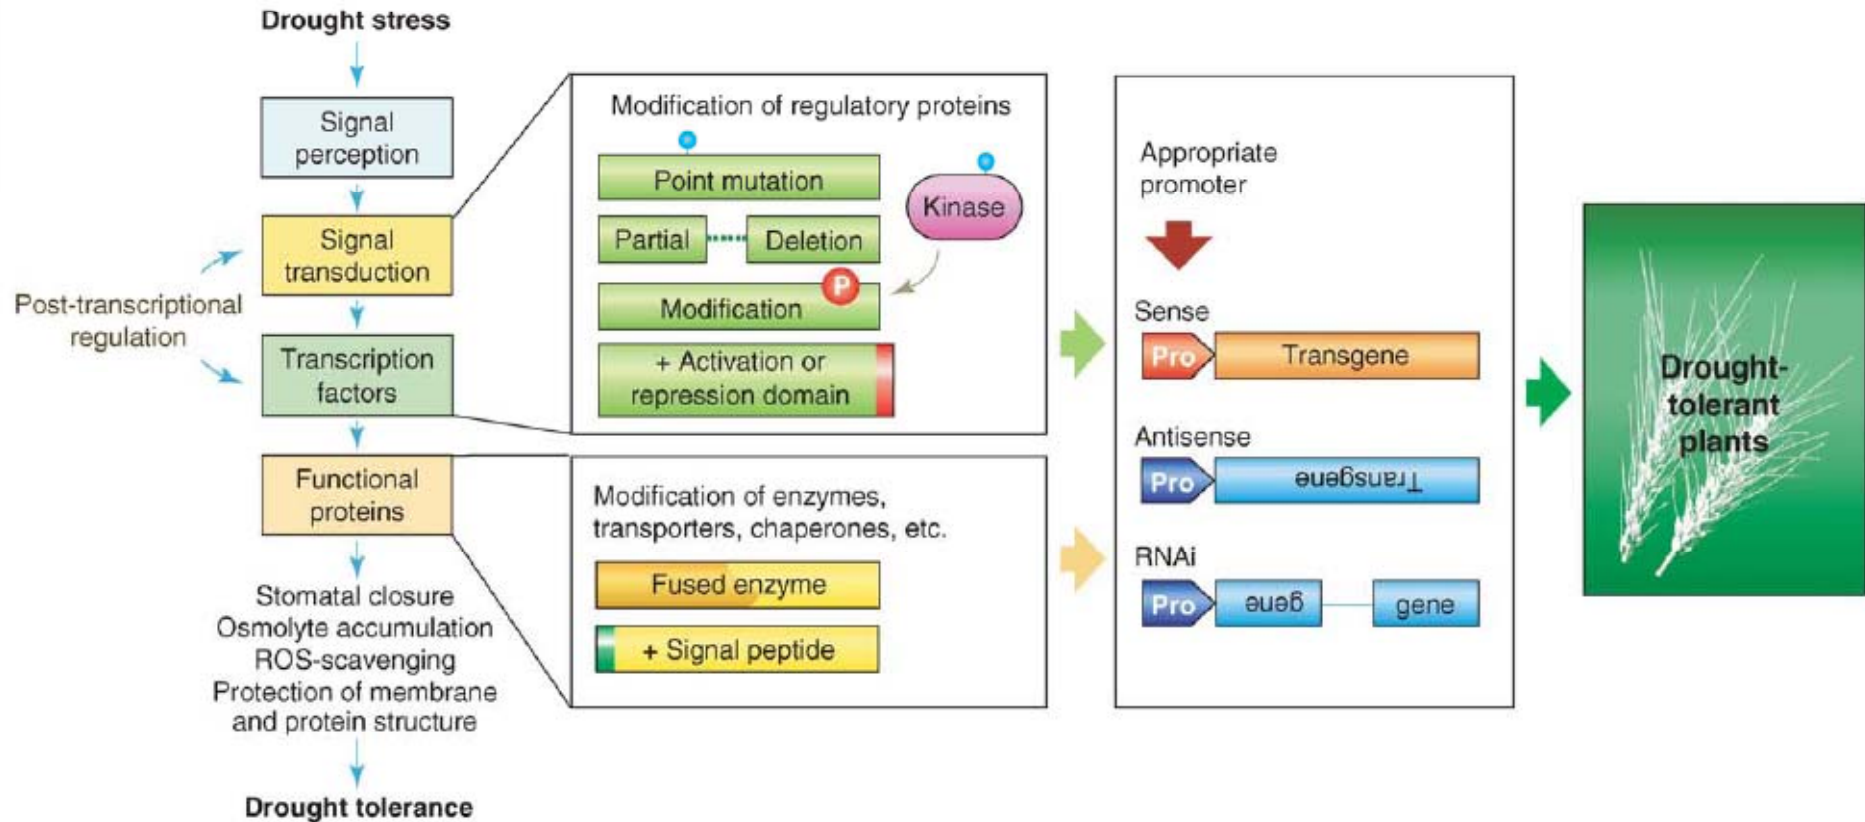 Drought stress
Signal
perception
Signal
transduction
Post-transcriptional
regulation
Transcription
factors
Functional
proteins
Stomatal closure
Osmolyte accumulation
ROS-scavenging
Protection of membrane
and protein structure
Drought tolerance
Modification of regulatory proteins
Point mutation
Kinase
Partial
Deletion
P
Modification
+ Activation or
repression domain
Modification of enzymes,
transporters, chaperones, etc.
Fused enzyme
+ Signal peptide
Appropriate
promoter
Sense
Pro
Transgene
Antisense
Pro
Transgene
RNAi
Pro
gene
gene
Drought-
tolerant
plants